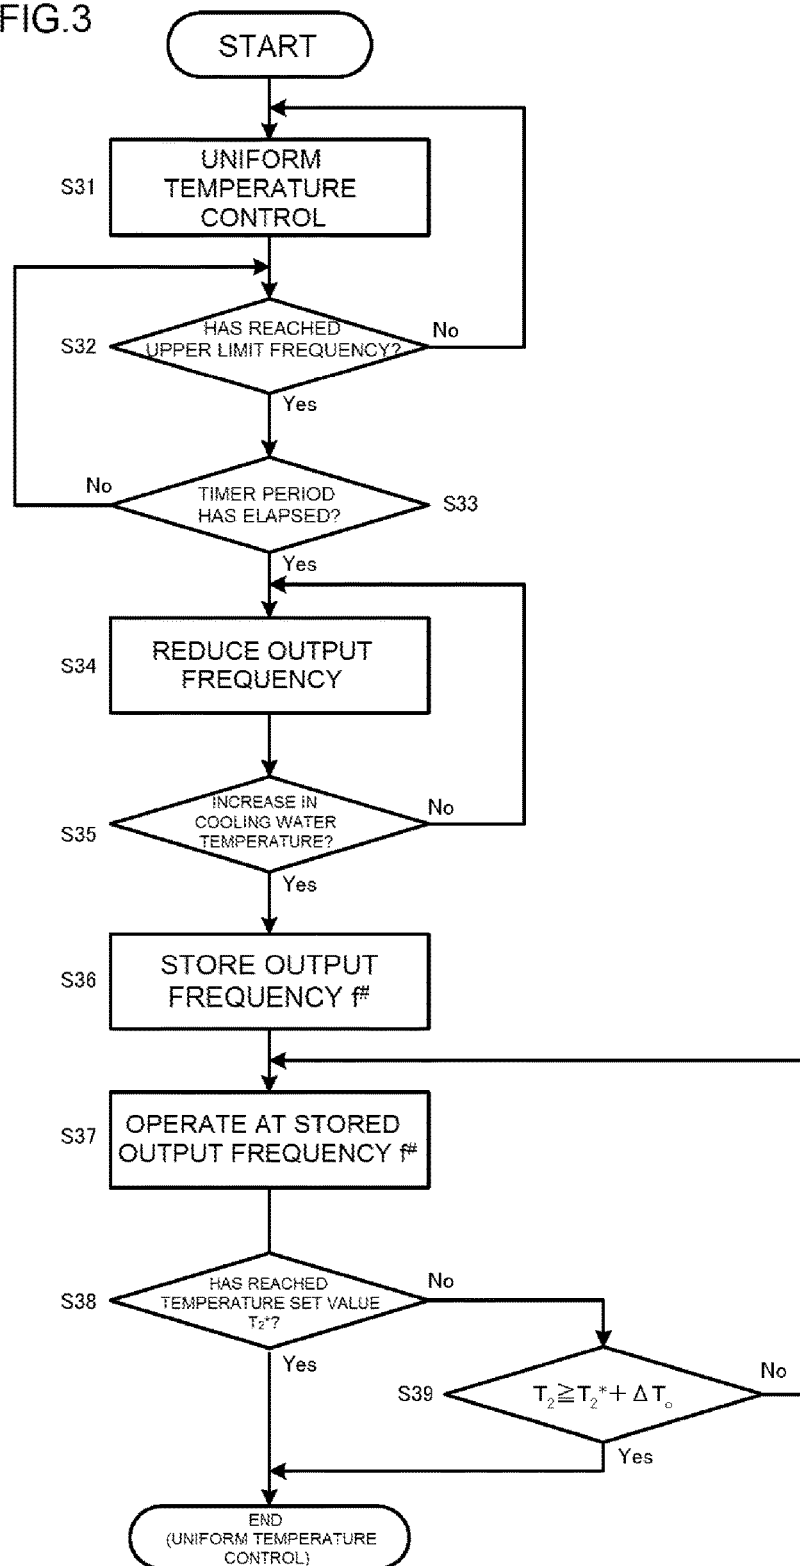 FIG.3
START
S31
UNIFORM
TEMPERATURE
CONTROL
S32
HAS REACHED
UPPER LIMIT FREQUENCY?
No
Yes
No
TIMER PERIOD
HAS ELAPSED?
S33
Yes
S34
REDUCE OUTPUT
FREQUENCY
S35
INCREASE IN
COOLING WATER
TEMPERATURE?
No
Yes
S36
STORE OUTPUT
FREQUENCY f#
S37
OPERATE AT STORED
OUTPUT FREQUENCY f#
S38
HAS REACHED
TEMPERATURE SET VALUE
T₂*?
No
Yes
S39
T₂≧T₂*+ΔTₒ
No
Yes
END
(UNIFORM TEMPERATURE
CONTROL)